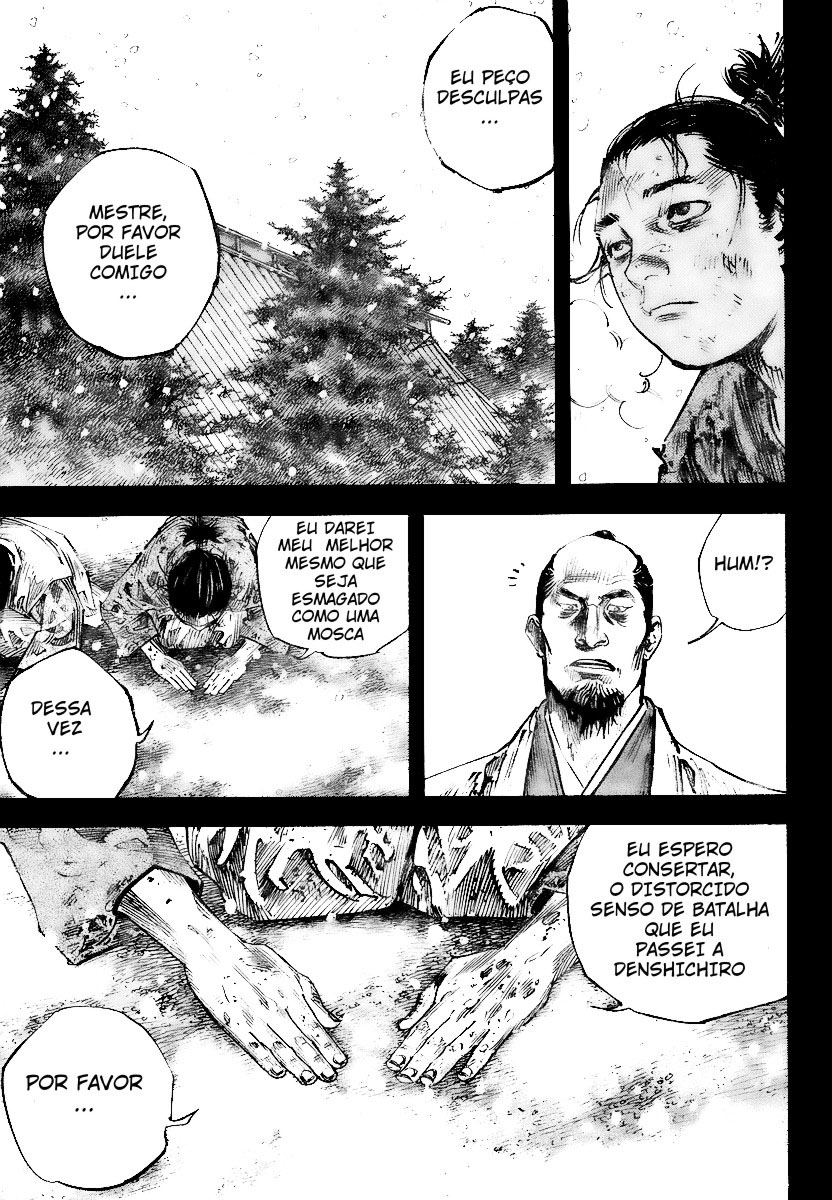 EU PEÇO
DESCULPAS
...
MESTRE,
POR FAVOR
DUELE
COMIGO
...
HUM!?
EU DAREI
MEU MELHOR
MESMO QUE
SEJA
ESMAGADO
COMO UMA
MOSCA
DESSA
VEZ
...
EU ESPERO
CONSERTAR,
O DISTORCIDO
SENSO DE BATALHA
QUE EU
PASSEI A
DENSHICHIRO
POR FAVOR
...